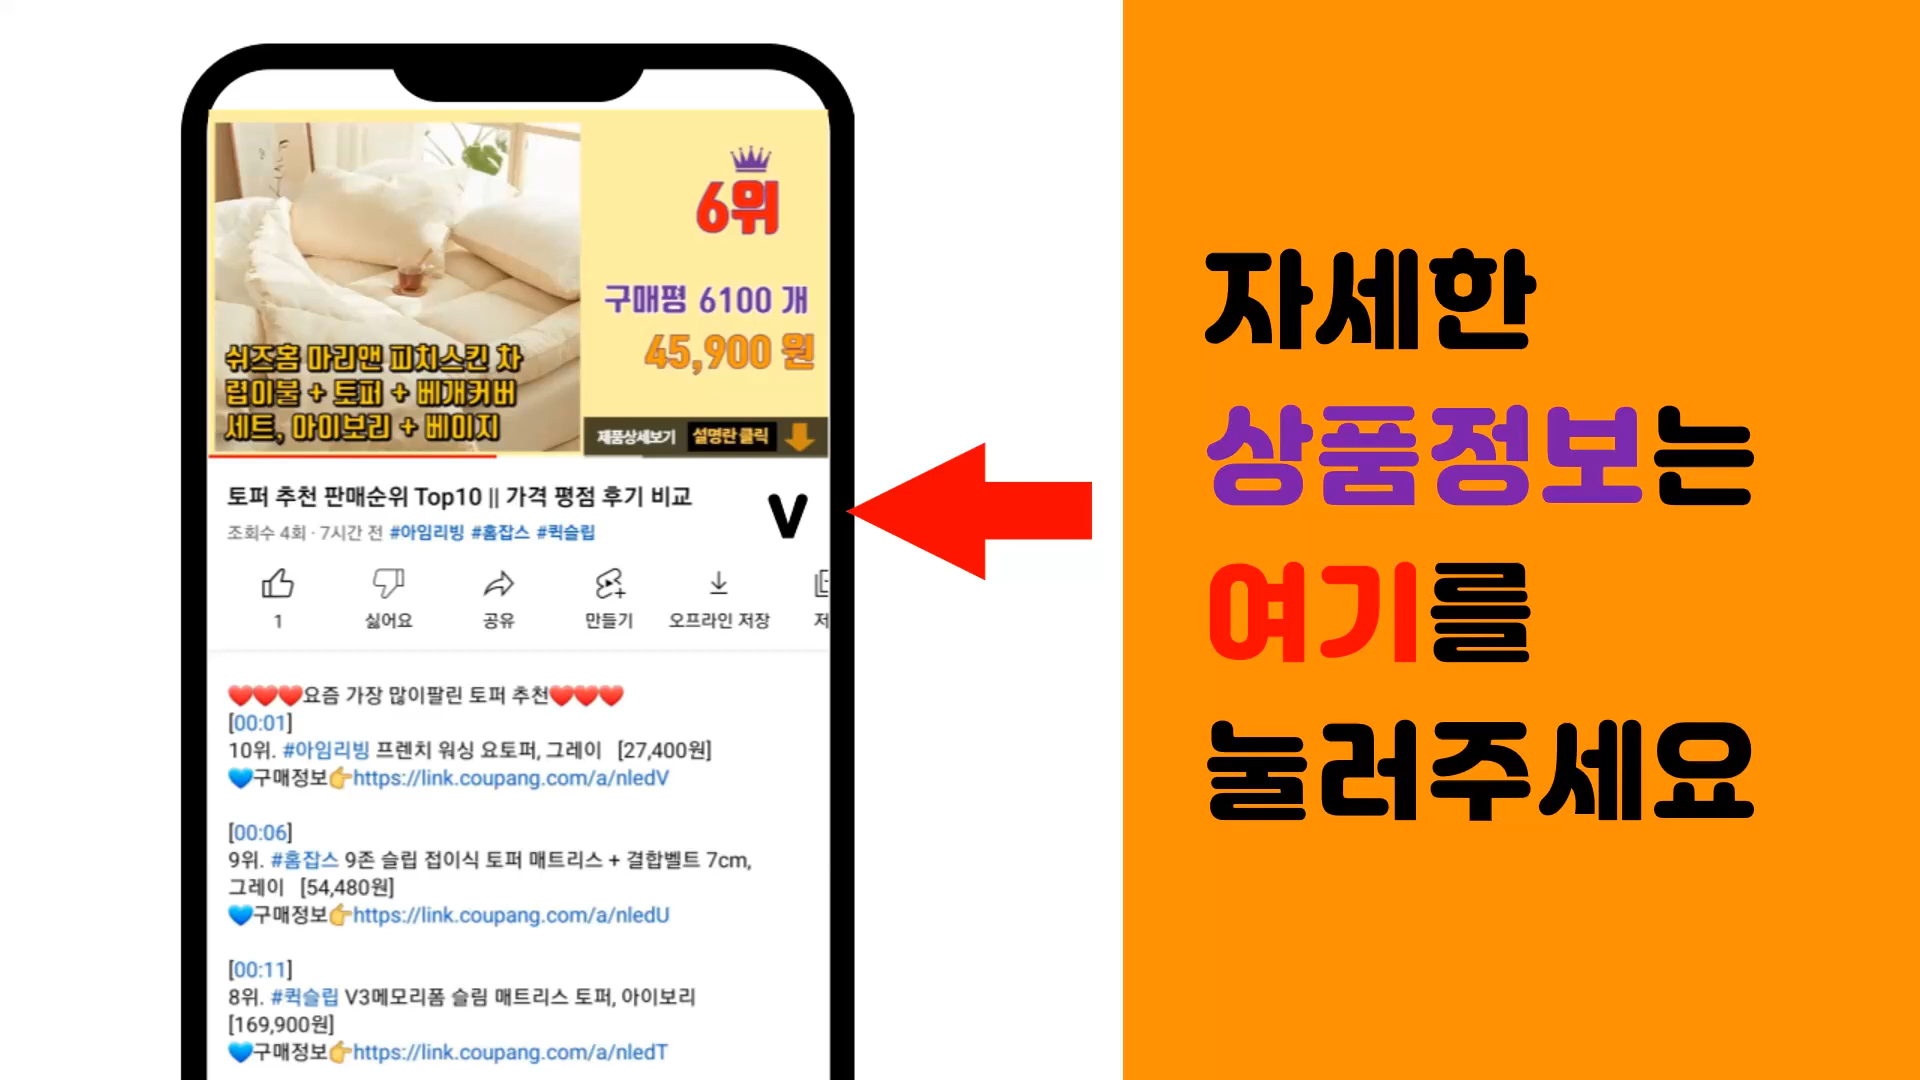 6위
구매평 6100 개
45,900 원
쉬즈홈 마리앤 피치스킨 차
렵이불 + 토퍼 + 베개커버
세트, 아이보리 + 베이지
제품상세보기 설명란 클릭
토퍼 추천 판매순위 Top10 || 가격 평점 후기 비교
V
조회수 4회 · 7시간 전 #아임리빙 #홈잡스 #퀵슬립
1 싫어요 공유 만들기 오프라인 저장 저
❤️❤️❤️요즘 가장 많이팔린 토퍼 추천❤️❤️❤️
[00:01]
10위. #아임리빙 프렌치 워싱 요토퍼, 그레이 [27,400원]
💙구매정보👉https://link.coupang.com/a/nledV
[00:06]
9위. #홈잡스 9존 슬립 접이식 토퍼 매트리스 + 결합벨트 7cm,
그레이 [54,480원]
💙구매정보👉https://link.coupang.com/a/nledU
[00:11]
8위. #퀵슬립 V3메모리폼 슬림 매트리스 토퍼, 아이보리
[169,900원]
💙구매정보👉https://link.coupang.com/a/nledT
자세한
상품정보는
여기를
눌러주세요